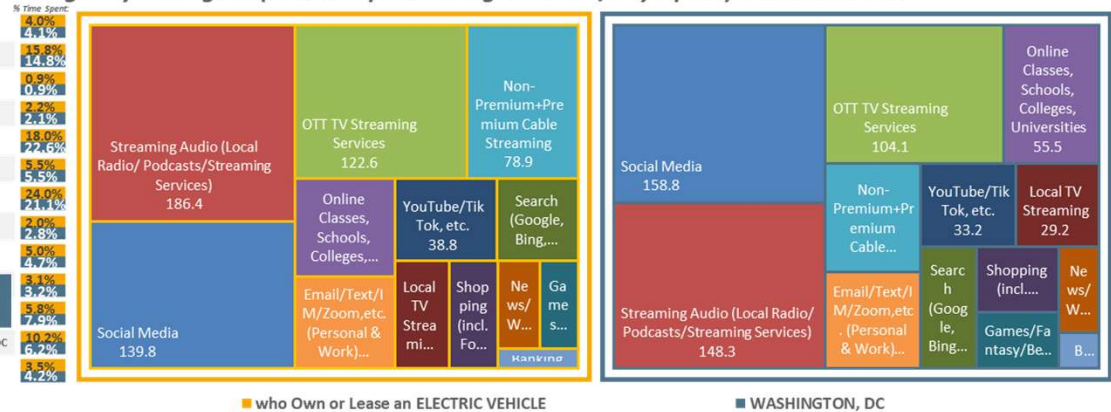 % Time Spent:
4.0%
4.1%
15.8%
14.8%
0.9%
0.9%
2.2%
2.1%
18.0%
22.6%
5.5%
5.5%
24.0%
21.1%
2.0%
2.8%
5.0%
4.7%
3.1%
3.2%
5.8%
7.9%
10.2%
6.2%
3.5%
4.2%
Streaming Audio (Local
Radio/ Podcasts/Streaming
Services)
186.4
Social Media
139.8
OTT TV Streaming
Services
122.6
Non-
Premium+Pre
mium Cable
Streaming
78.9
Online
Classes,
Schools,
Colleges,...
YouTube/Tik
Tok, etc.
38.8
Search
(Google,
Bing,...
Email/Text/I
M/Zoom,etc.
(Personal &
Work)...
Local
TV
Strea
mi...
Shop
ping
(incl.
Fo...
Ne
ws/
W...
Ga
me
s...
Banking
Social Media
158.8
Streaming Audio (Local Radio/
Podcasts/Streaming Services)
148.3
OTT TV Streaming
Services
104.1
Online
Classes,
Schools,
Colleges,
Universities
55.5
Non-
Premium+Pr
emium
Cable...
YouTube/Tik
Tok, etc.
33.2
Local TV
Streaming
29.2
Email/Text/I
M/Zoom,etc
. (Personal
& Work)...
Searc
h
(Goog
le,
Bing...
Shopping
(incl....
Ne
ws/
W...
Games/Fa
ntasy/Be...
B...
who Own or Lease an ELECTRIC VEHICLE
WASHINGTON, DC